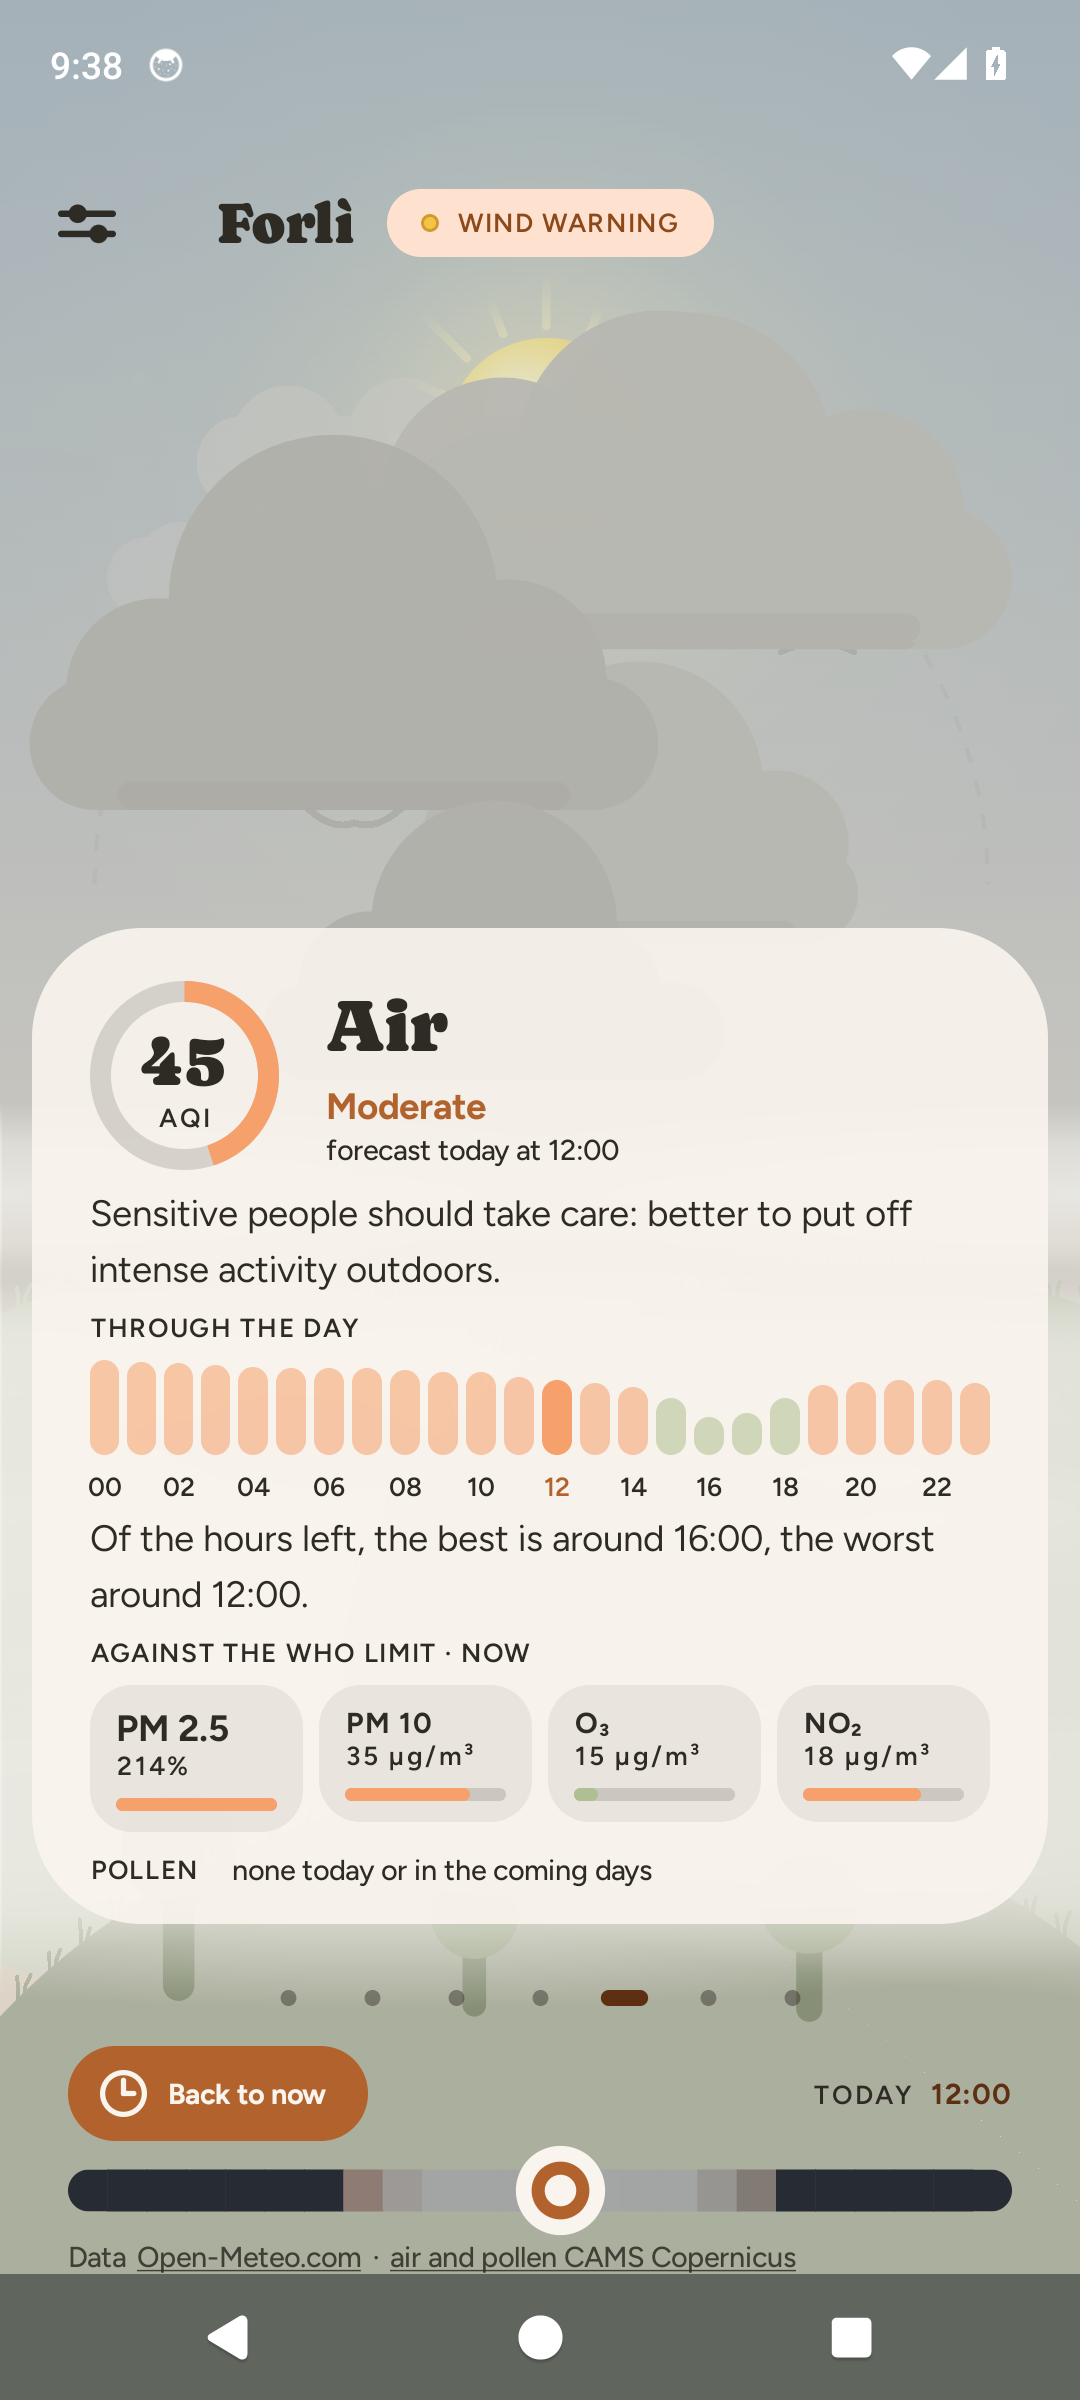 9:38
Forlì
WIND WARNING
45
AQI
Air
Moderate
forecast today at 12:00
Sensitive people should take care: better to put off
intense activity outdoors.
THROUGH THE DAY
00 02 04 06 08 10 12 14 16 18 20 22
Of the hours left, the best is around 16:00, the worst
around 12:00.
AGAINST THE WHO LIMIT · NOW
PM 2.5
214%
PM 10
35 µg/m³
O₃
15 µg/m³
NO₂
18 µg/m³
POLLEN none today or in the coming days
Back to now
TODAY 12:00
Data Open-Meteo.com · air and pollen CAMS Copernicus